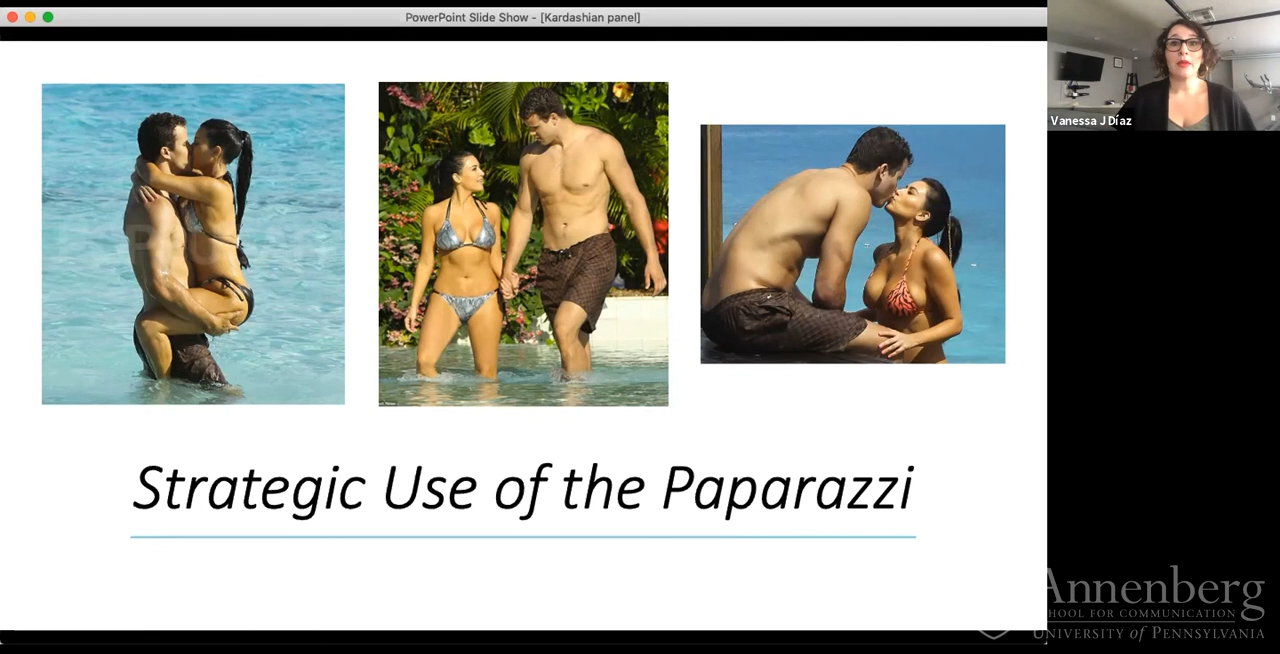 PowerPoint Slide Show - [Kardashian panel]
Vanessa J Díaz
Strategic Use of the Paparazzi
Annenberg
SCHOOL FOR COMMUNICATION
UNIVERSITY of PENNSYLVANIA